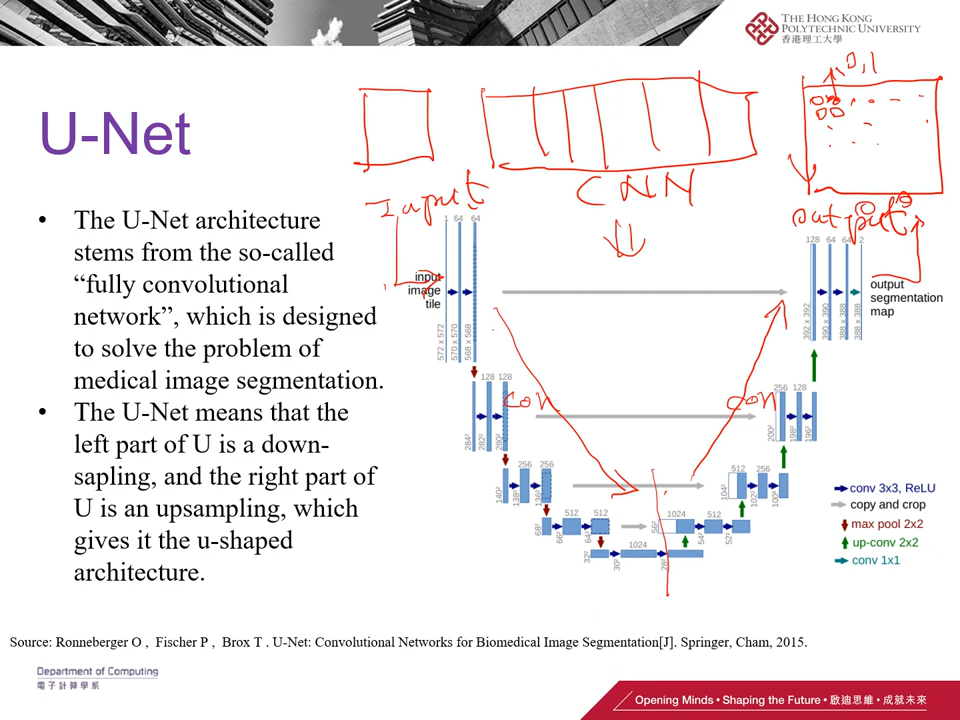 THE HONG KONG
POLYTECHNIC UNIVERSITY
香港理工大學
0,1
U-Net
CNN
Input
output
• The U-Net architecture
stems from the so-called
“fully convolutional
network”, which is designed
to solve the problem of
medical image segmentation.
• The U-Net means that the
left part of U is a down-
sapling, and the right part of
U is an upsampling, which
gives it the u-shaped
architecture.
1 64 64
128 64 64 2
input
image
tile
output
segmentation
map
572 x 572
570 x 570
568 x 568
392 x 392
390 x 390
388 x 388
388 x 388
128 128
con
256 128
con
284²
282²
280²
200²
198²
196²
256 256
512 256
140²
138²
136²
104²
102²
100²
512 512
1024 512
68²
66²
64²
56²
54²
52²
1024
32²
30²
28²
conv 3x3, ReLU
copy and crop
max pool 2x2
up-conv 2x2
conv 1x1
Source: Ronneberger O , Fischer P , Brox T . U-Net: Convolutional Networks for Biomedical Image Segmentation[J]. Springer, Cham, 2015.
Department of Computing
電子計算學系
Opening Minds • Shaping the Future • 啟迪思維 • 成就未來